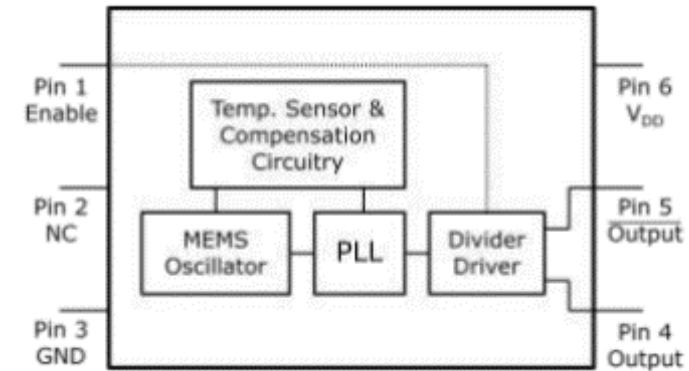 Pin 1
Enable
Temp. Sensor &
Compensation
Circuitry
Pin 6
VDD
Pin 2
NC
MEMS
Oscillator
PLL
Divider
Driver
Pin 5
Output
Pin 3
GND
Pin 4
Output